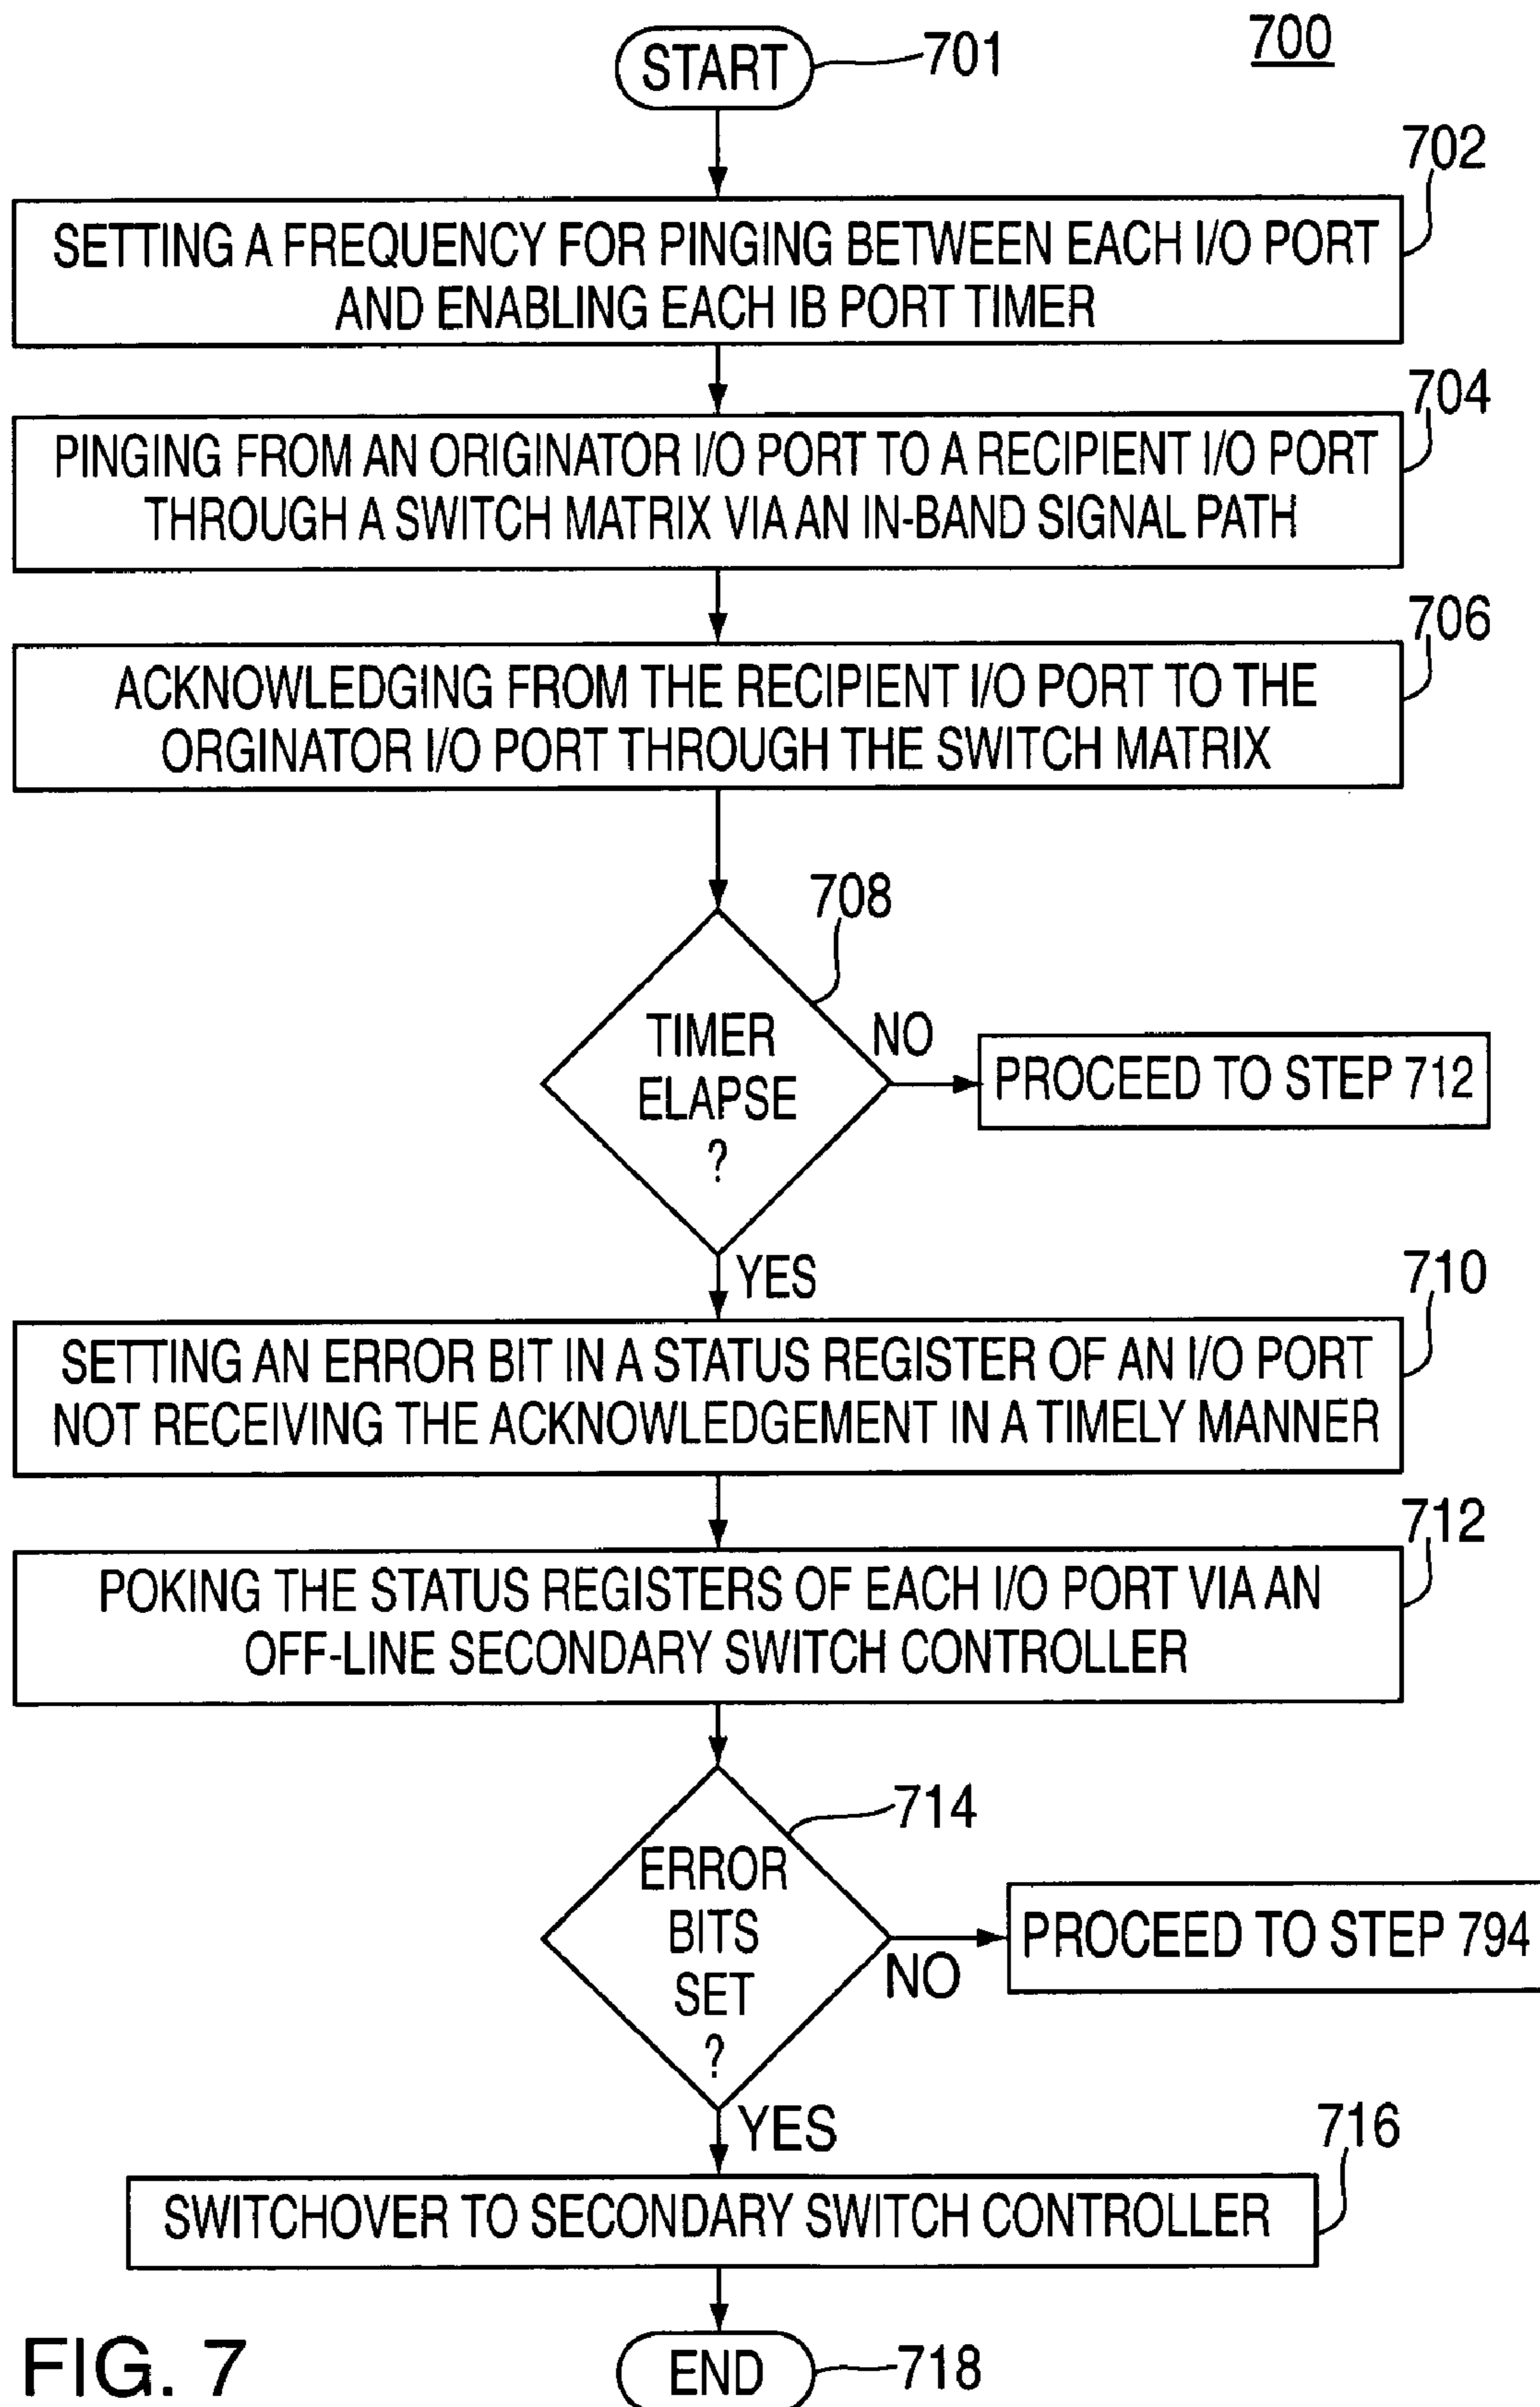 700
START
701
702
SETTING A FREQUENCY FOR PINGING BETWEEN EACH I/O PORT
AND ENABLING EACH IB PORT TIMER
704
PINGING FROM AN ORIGINATOR I/O PORT TO A RECIPIENT I/O PORT
THROUGH A SWITCH MATRIX VIA AN IN-BAND SIGNAL PATH
706
ACKNOWLEDGING FROM THE RECIPIENT I/O PORT TO THE
ORGINATOR I/O PORT THROUGH THE SWITCH MATRIX
708
TIMER
ELAPSE
?
NO
PROCEED TO STEP 712
YES
710
SETTING AN ERROR BIT IN A STATUS REGISTER OF AN I/O PORT
NOT RECEIVING THE ACKNOWLEDGEMENT IN A TIMELY MANNER
712
POKING THE STATUS REGISTERS OF EACH I/O PORT VIA AN
OFF-LINE SECONDARY SWITCH CONTROLLER
714
ERROR
BITS
SET
?
NO
PROCEED TO STEP 794
YES
716
SWITCHOVER TO SECONDARY SWITCH CONTROLLER
END
718
FIG. 7